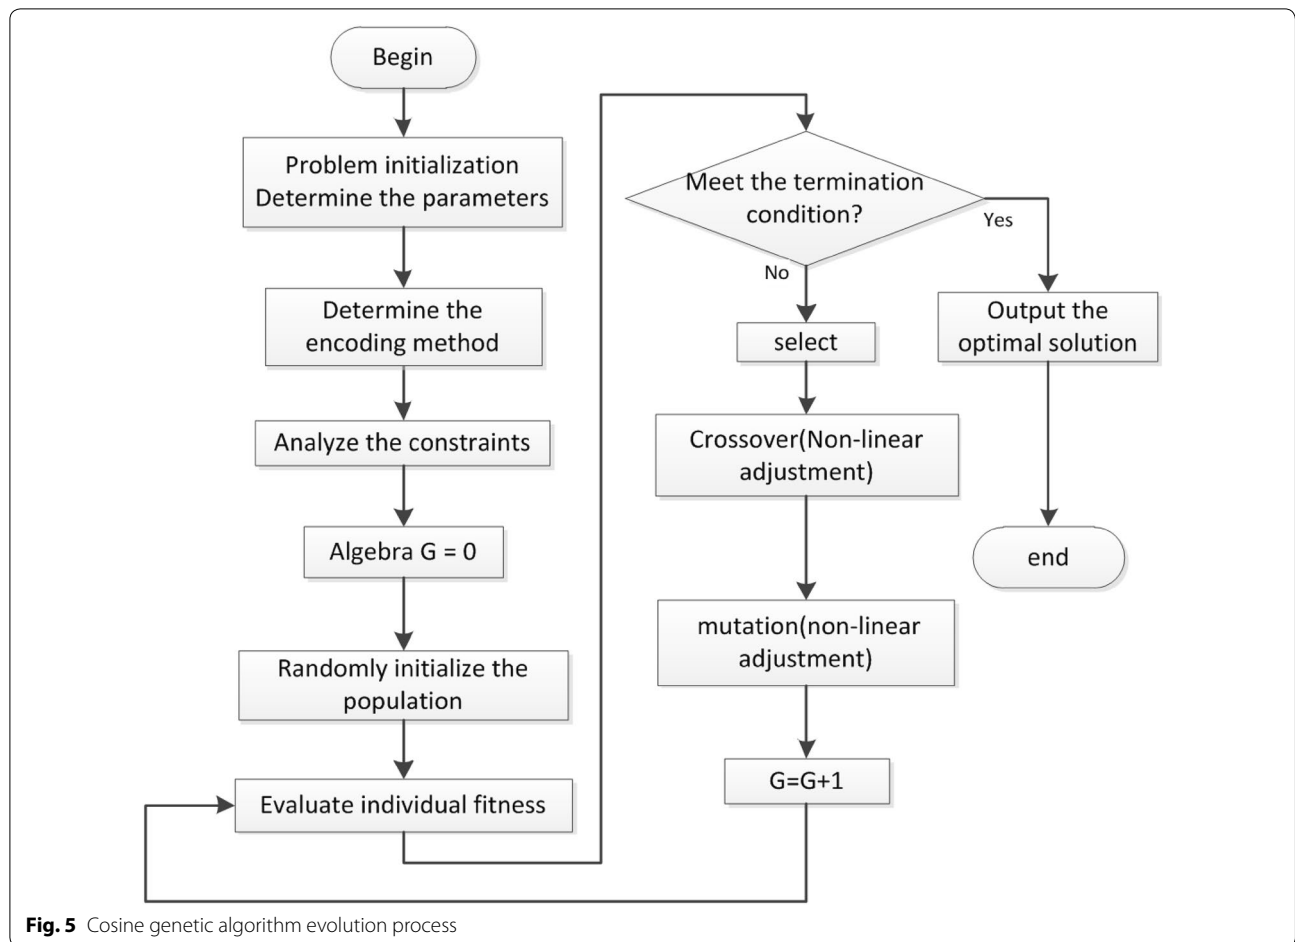 Begin
Problem initialization
Determine the parameters
Determine the
encoding method
Analyze the constraints
Algebra G = 0
Randomly initialize the
population
Evaluate individual fitness
Meet the termination
condition?
Yes
No
select
Output the
optimal solution
Crossover(Non-linear
adjustment)
end
mutation(non-linear
adjustment)
G=G+1
Fig. 5 Cosine genetic algorithm evolution process